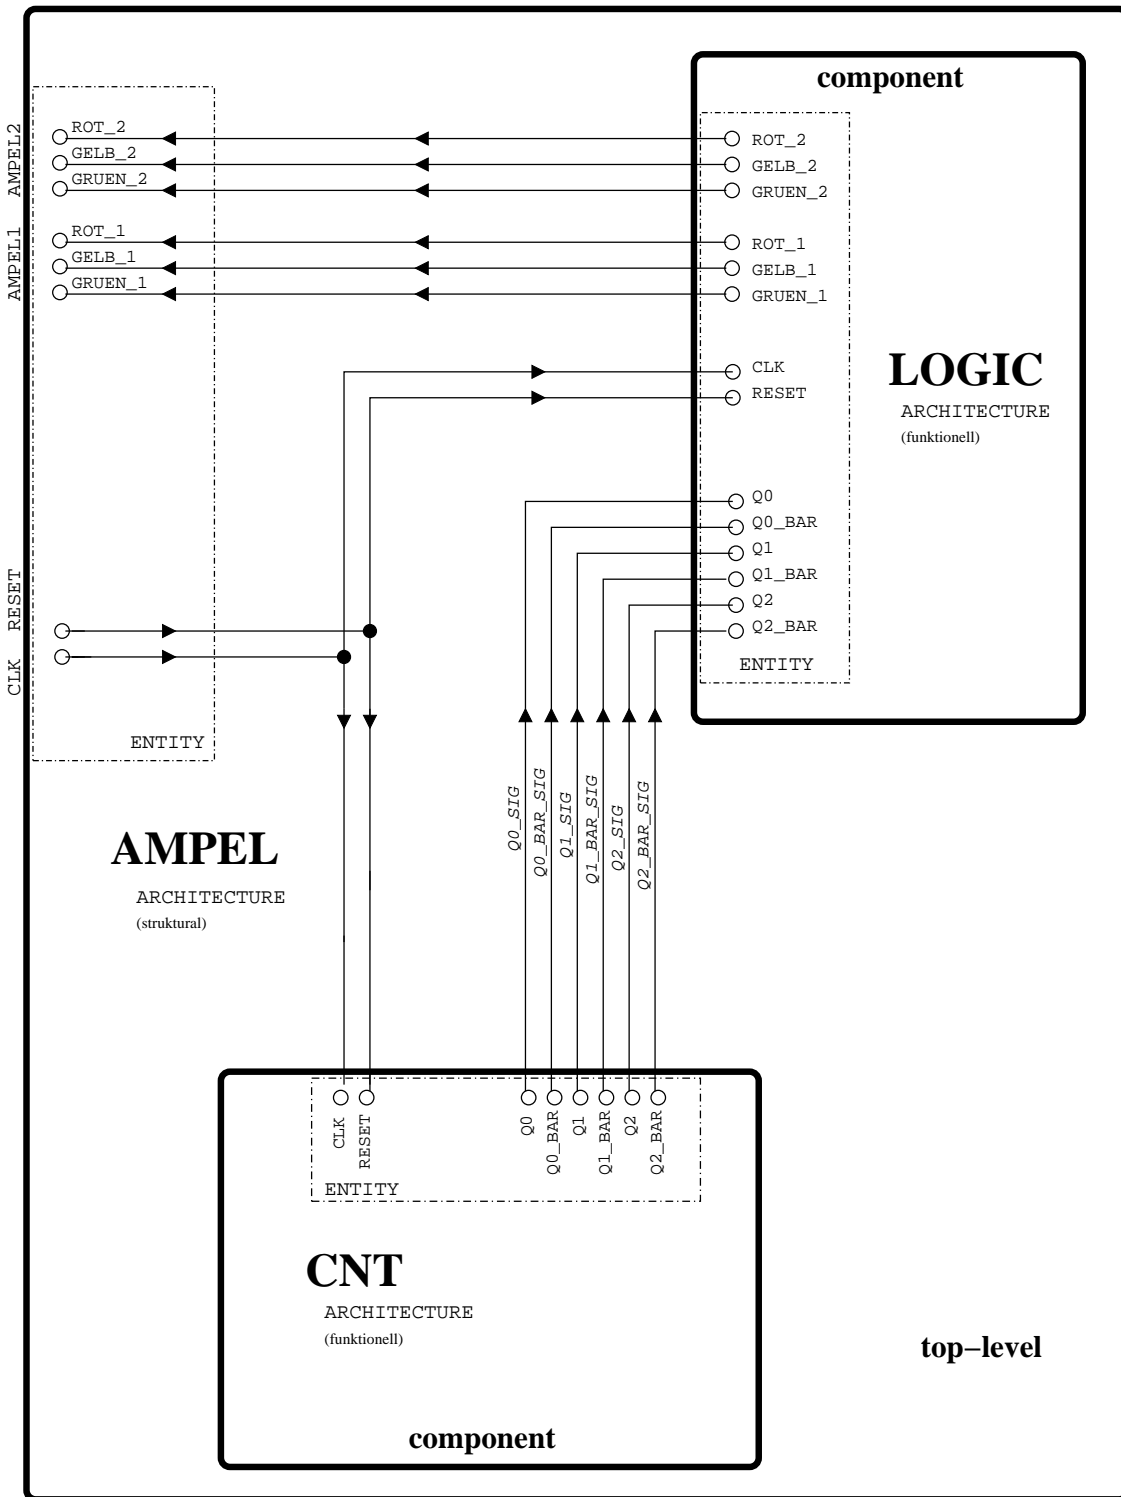 component
AMPEL2
ROT_2
GELB_2
GRUEN_2
AMPEL1
ROT_1
GELB_1
GRUEN_1
ROT_2
GELB_2
GRUEN_2
ROT_1
GELB_1
GRUEN_1
CLK
RESET
LOGIC
ARCHITECTURE
(funktionell)
Q0
Q0_BAR
Q1
Q1_BAR
Q2
Q2_BAR
ENTITY
RESET
CLK
ENTITY
Q0_SIG
Q0_BAR_SIG
Q1_SIG
Q1_BAR_SIG
Q2_SIG
Q2_BAR_SIG
AMPEL
ARCHITECTURE
(struktural)
CLK
RESET
Q0
Q0_BAR
Q1
Q1_BAR
Q2
Q2_BAR
ENTITY
CNT
ARCHITECTURE
(funktionell)
top−level
component